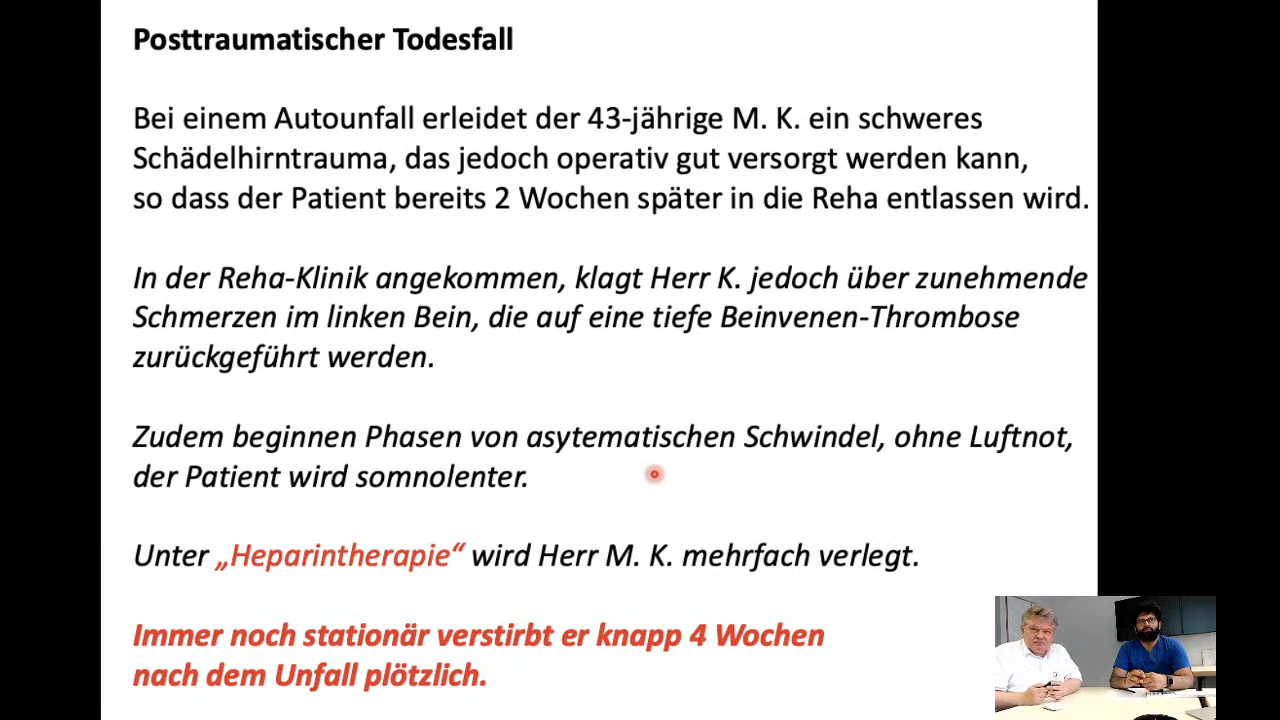 Posttraumatischer Todesfall
Bei einem Autounfall erleidet der 43-jährige M. K. ein schweres
Schädelhirntrauma, das jedoch operativ gut versorgt werden kann,
so dass der Patient bereits 2 Wochen später in die Reha entlassen wird.
In der Reha-Klinik angekommen, klagt Herr K. jedoch über zunehmende
Schmerzen im linken Bein, die auf eine tiefe Beinvenen-Thrombose
zurückgeführt werden.
Zudem beginnen Phasen von asytematischen Schwindel, ohne Luftnot,
der Patient wird somnolenter.
Unter „Heparintherapie“ wird Herr M. K. mehrfach verlegt.
Immer noch stationär verstirbt er knapp 4 Wochen
nach dem Unfall plötzlich.